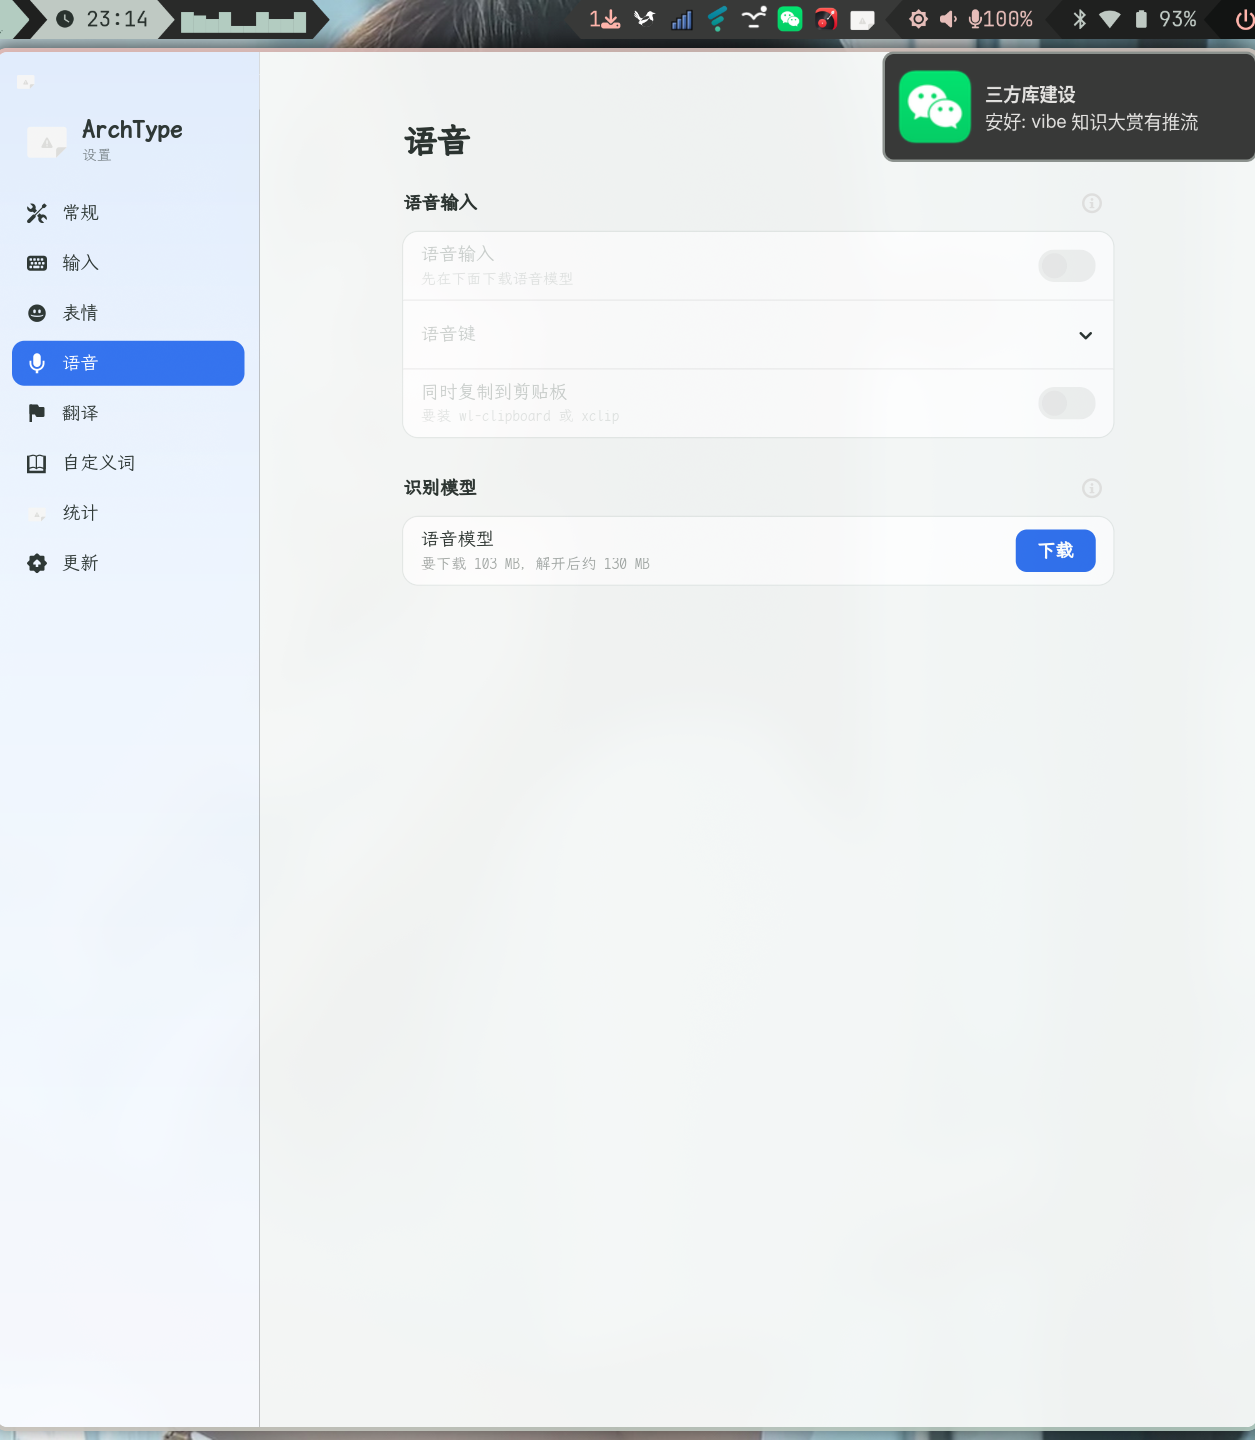 23:14
1
100%
93%
三方库建设
安好: vibe 知识大赏有推流
ArchType
设置
常规
输入
表情
语音
翻译
自定义词
统计
更新
语音
语音输入
语音输入
先在下面下载语音模型
语音键
同时复制到剪贴板
要装 wl-clipboard 或 xclip
识别模型
语音模型
要下载 103 MB, 解开后约 130 MB
下载